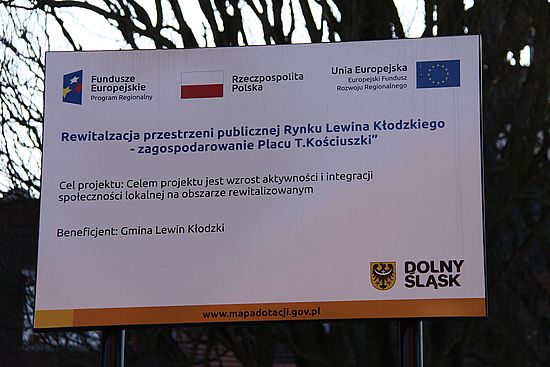 Fundusze
Europejskie
Program Regionalny
Rzeczpospolita
Polska
Unia Europejska
Europejski Fundusz
Rozwoju Regionalnego
Rewitalzacja przestrzeni publicznej Rynku Lewina Kłodzkiego
- zagospodarowanie Placu T.Kościuszki”
Cel projektu: Celem projektu jest wzrost aktywności i integracji
społeczności lokalnej na obszarze rewitalizowanym
Beneficjent: Gmina Lewin Kłodzki
DOLNY
ŚLĄSK
www.mapadotacji.gov.pl